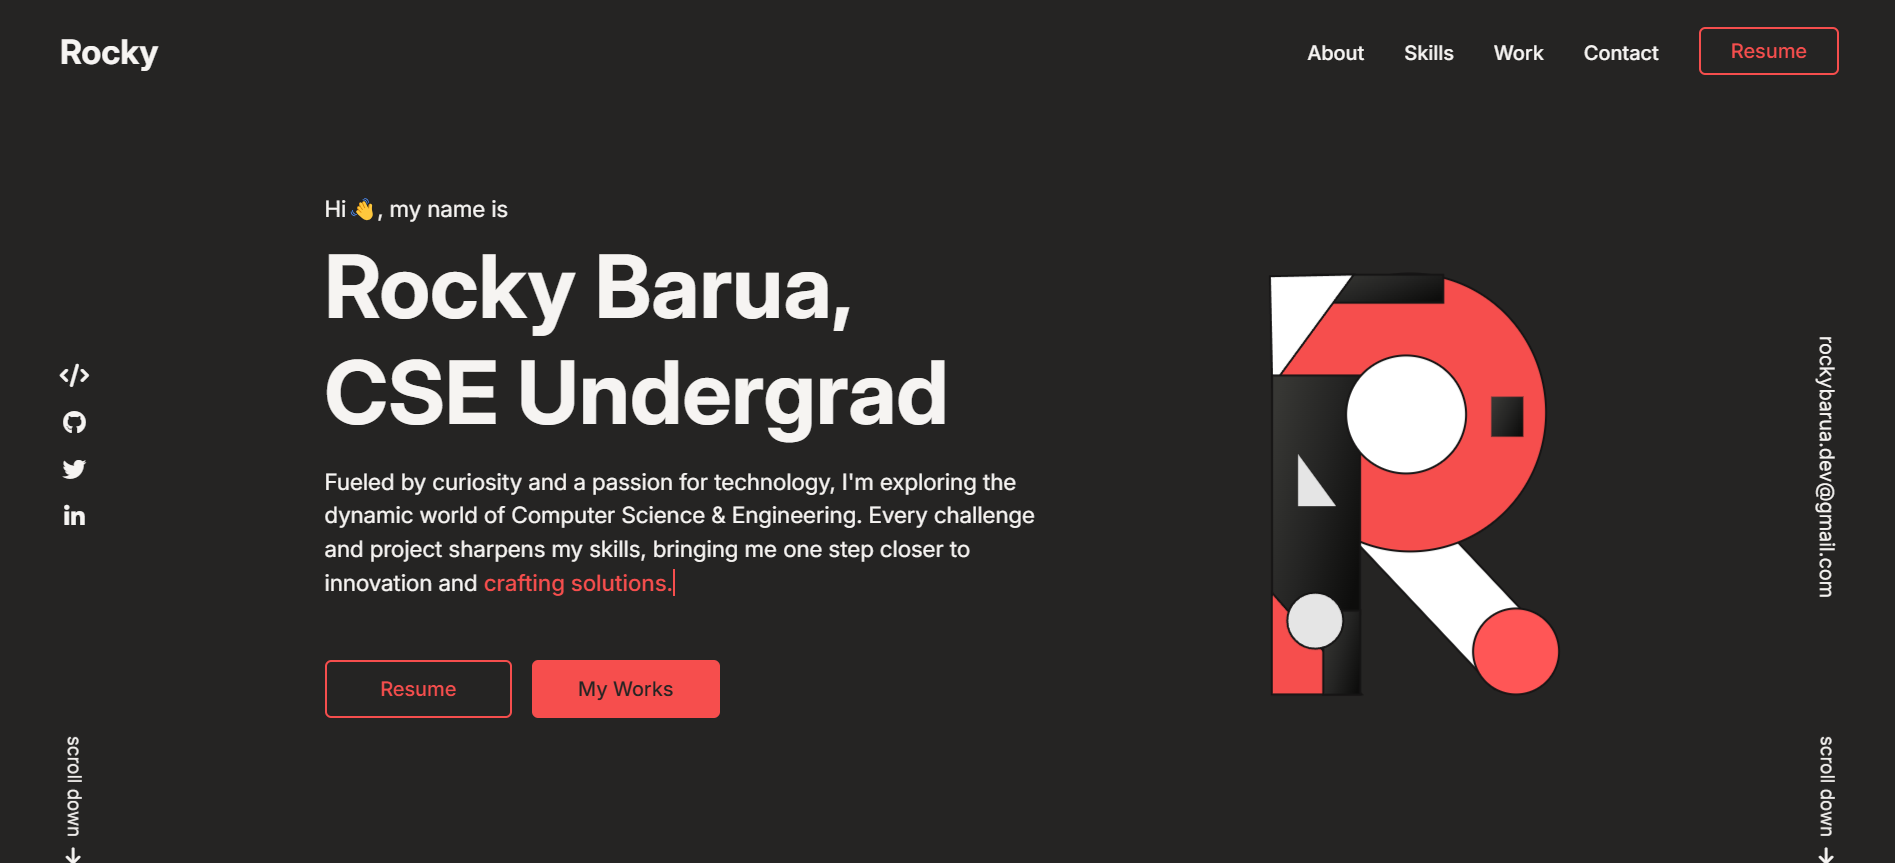 Rocky
About
Skills
Work
Contact
Resume
Hi 👋, my name is
Rocky Barua,
CSE Undergrad
Fueled by curiosity and a passion for technology, I'm exploring the
dynamic world of Computer Science & Engineering. Every challenge
and project sharpens my skills, bringing me one step closer to
innovation and crafting solutions.
Resume
My Works
scroll down
rockybarua.dev@gmail.com
scroll down